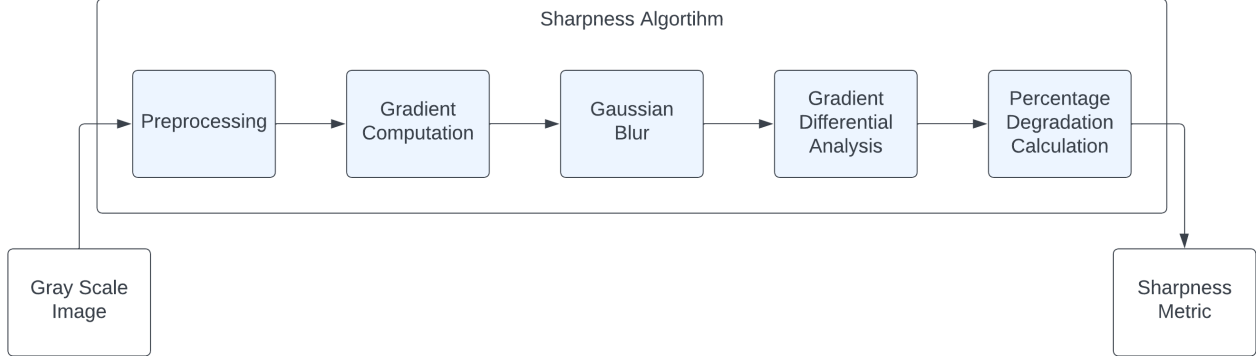 Sharpness Algortihm
Preprocessing
Gradient
Computation
Gaussian
Blur
Gradient
Differential
Analysis
Percentage
Degradation
Calculation
Gray Scale
Image
Sharpness
Metric